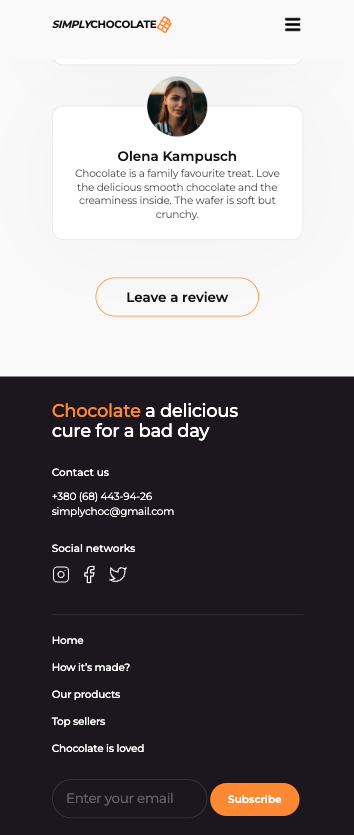 SIMPLYCHOCOLATE
Olena Kampusch
Chocolate is a family favourite treat. Love
the delicious smooth chocolate and the
creaminess inside. The wafer is soft but
crunchy.
Leave a review
Chocolate a delicious
cure for a bad day
Contact us
+380 (68) 443-94-26
simplychoc@gmail.com
Social networks
Home
How it's made?
Our products
Top sellers
Chocolate is loved
Enter your email
Subscribe